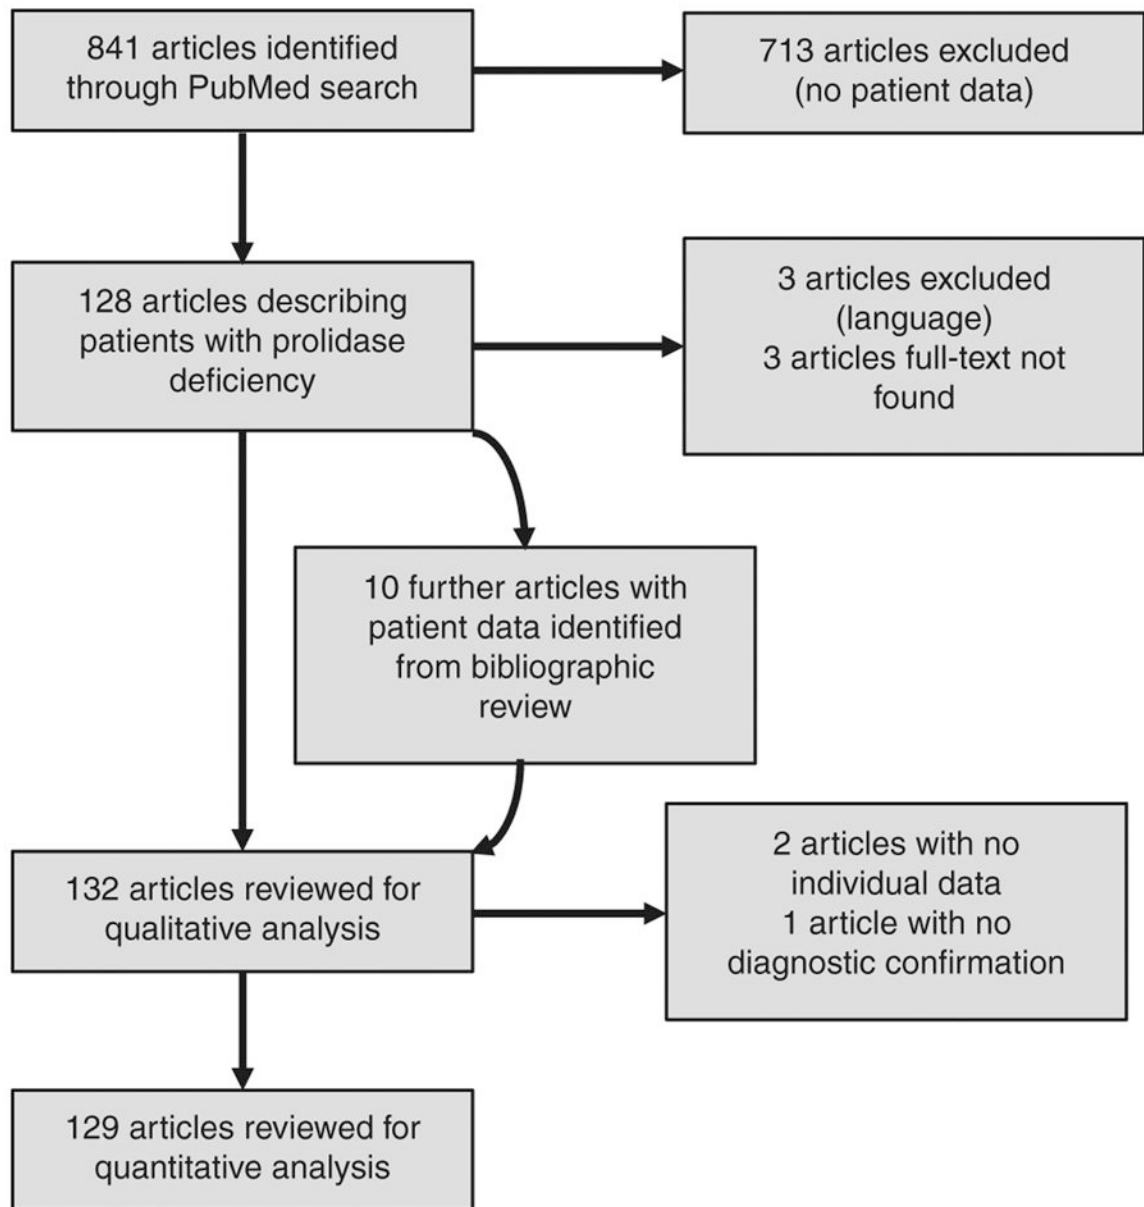 841 articles identified
through PubMed search
713 articles excluded
(no patient data)
128 articles describing
patients with prolidase
deficiency
3 articles excluded
(language)
3 articles full-text not
found
10 further articles with
patient data identified
from bibliographic
review
132 articles reviewed for
qualitative analysis
2 articles with no
individual data
1 article with no
diagnostic confirmation
129 articles reviewed for
quantitative analysis